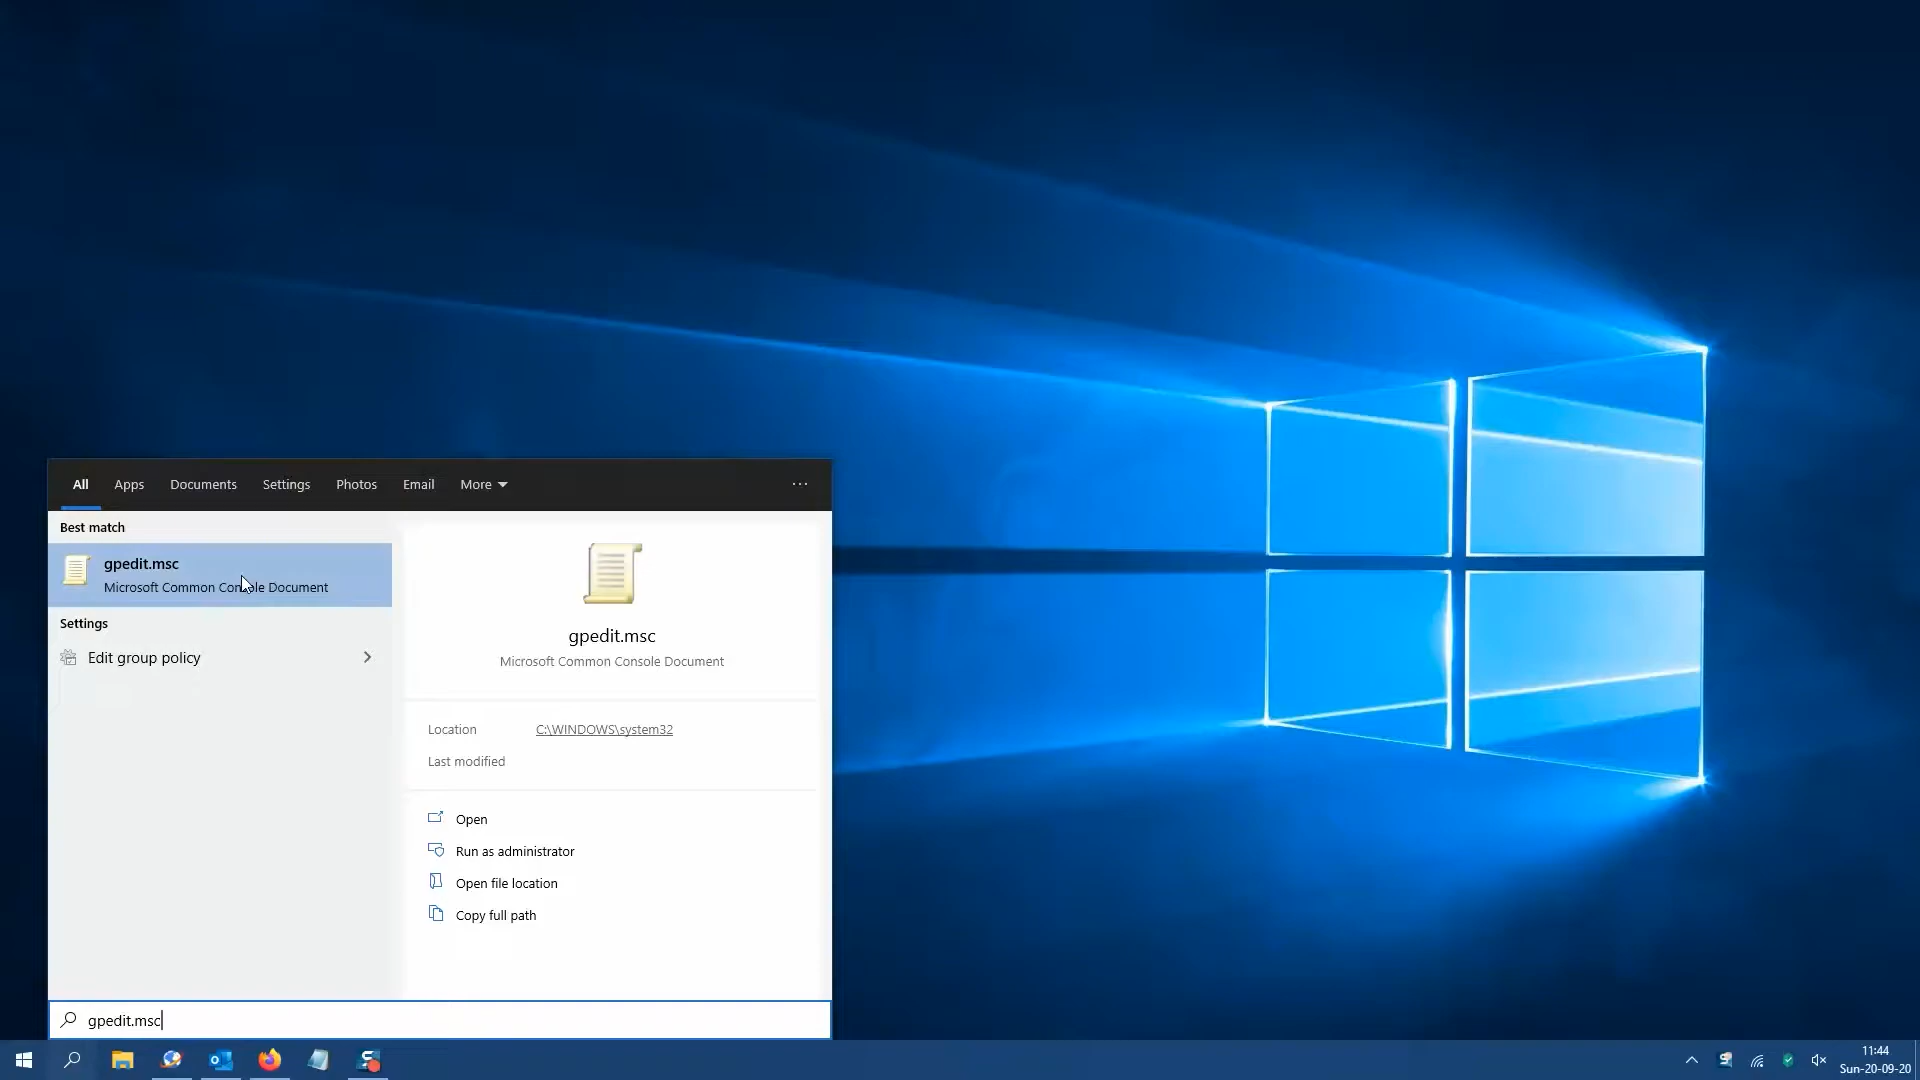 All Apps Documents Settings Photos Email More ...
Best match
gpedit.msc
Microsoft Common Console Document
Settings
Edit group policy
gpedit.msc
Microsoft Common Console Document
Location C:\WINDOWS\system32
Last modified
Open
Run as administrator
Open file location
Copy full path
gpedit.msc
11:44
Sun-20-09-20